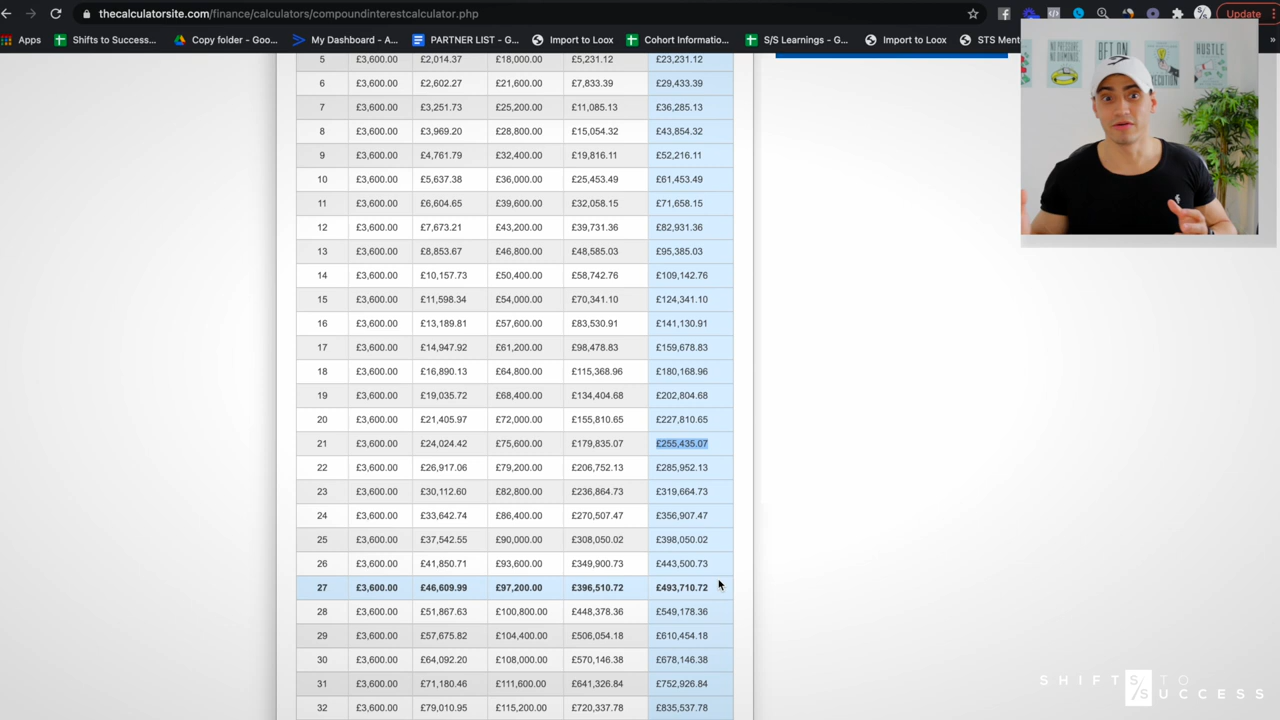 thecalculatorsite.com/finance/calculators/compoundinterestcalculator.php Update
Apps Shifts to Success... Copy folder - Goo... My Dashboard - A... PARTNER LIST - G... Import to Loox Cohort Informatio... S/S Learnings - G... Import to Loox STS Ment »
NO PRESSURE, NO DIAMONDS BET ON EXECUTION HUSTLE
5 £3,600.00 £2,014.37 £18,000.00 £5,231.12 £23,231.12
6 £3,600.00 £2,602.27 £21,600.00 £7,833.39 £29,433.39
7 £3,600.00 £3,251.73 £25,200.00 £11,085.13 £36,285.13
8 £3,600.00 £3,969.20 £28,800.00 £15,054.32 £43,854.32
9 £3,600.00 £4,761.79 £32,400.00 £19,816.11 £52,216.11
10 £3,600.00 £5,637.38 £36,000.00 £25,453.49 £61,453.49
11 £3,600.00 £6,604.65 £39,600.00 £32,058.15 £71,658.15
12 £3,600.00 £7,673.21 £43,200.00 £39,731.36 £82,931.36
13 £3,600.00 £8,853.67 £46,800.00 £48,585.03 £95,385.03
14 £3,600.00 £10,157.73 £50,400.00 £58,742.76 £109,142.76
15 £3,600.00 £11,598.34 £54,000.00 £70,341.10 £124,341.10
16 £3,600.00 £13,189.81 £57,600.00 £83,530.91 £141,130.91
17 £3,600.00 £14,947.92 £61,200.00 £98,478.83 £159,678.83
18 £3,600.00 £16,890.13 £64,800.00 £115,368.96 £180,168.96
19 £3,600.00 £19,035.72 £68,400.00 £134,404.68 £202,804.68
20 £3,600.00 £21,405.97 £72,000.00 £155,810.65 £227,810.65
21 £3,600.00 £24,024.42 £75,600.00 £179,835.07 £255,435.07
22 £3,600.00 £26,917.06 £79,200.00 £206,752.13 £285,952.13
23 £3,600.00 £30,112.60 £82,800.00 £236,864.73 £319,664.73
24 £3,600.00 £33,642.74 £86,400.00 £270,507.47 £356,907.47
25 £3,600.00 £37,542.55 £90,000.00 £308,050.02 £398,050.02
26 £3,600.00 £41,850.71 £93,600.00 £349,900.73 £443,500.73
27 £3,600.00 £46,609.99 £97,200.00 £396,510.72 £493,710.72
28 £3,600.00 £51,867.63 £100,800.00 £448,378.36 £549,178.36
29 £3,600.00 £57,675.82 £104,400.00 £506,054.18 £610,454.18
30 £3,600.00 £64,092.20 £108,000.00 £570,146.38 £678,146.38
31 £3,600.00 £71,180.46 £111,600.00 £641,326.84 £752,926.84
32 £3,600.00 £79,010.95 £115,200.00 £720,337.78 £835,537.78
SHIFTS S/S TO SUCCESS